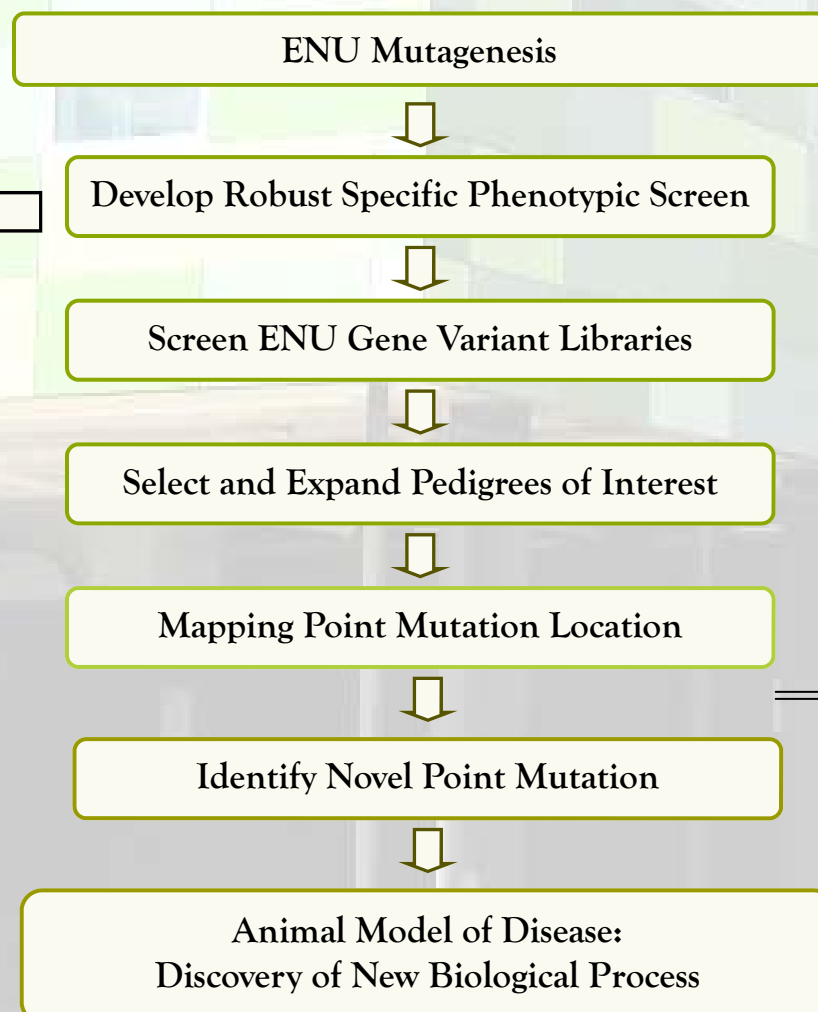 ENU Mutagenesis
Develop Robust Specific Phenotypic Screen
Screen ENU Gene Variant Libraries
Select and Expand Pedigrees of Interest
Mapping Point Mutation Location
Identify Novel Point Mutation
Animal Model of Disease:
Discovery of New Biological Process